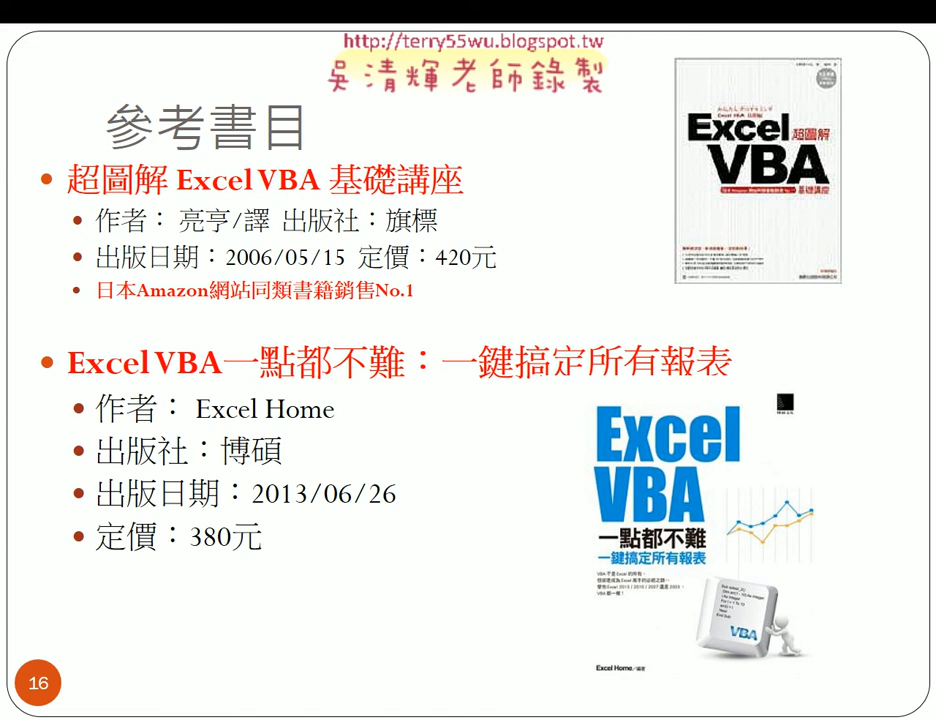 http://terry55wu.blogspot.tw
吳清輝老師錄製
參考書目
超圖解 Excel VBA 基礎講座
作者： 亮亨/譯 出版社：旗標
出版日期：2006/05/15 定價：420元
日本Amazon網站同類書籍銷售No.1
Excel VBA一點都不難：一鍵搞定所有報表
作者： Excel Home
出版社：博碩
出版日期：2013/06/26
定價：380元
Excel 超圖解
VBA
基礎講座
Excel
VBA
一點都不難
一鍵搞定所有報表
VBA
Excel Home／編著
16